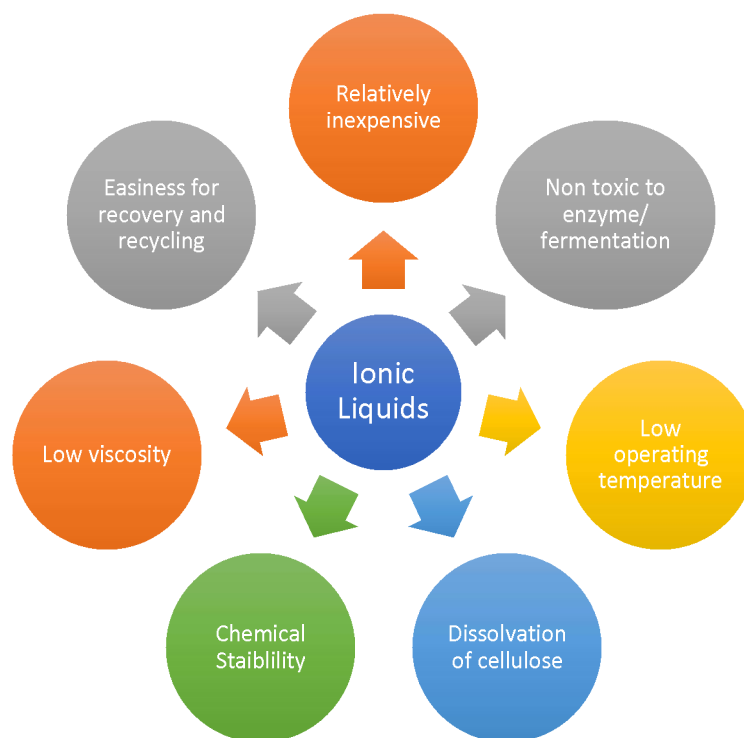 Relatively
inexpensive
Non toxic to
enzyme/
fermentation
Low
operating
temperature
Dissolvation
of cellulose
Chemical
Staiblility
Low viscosity
Easiness for
recovery and
recycling
Ionic
Liquids